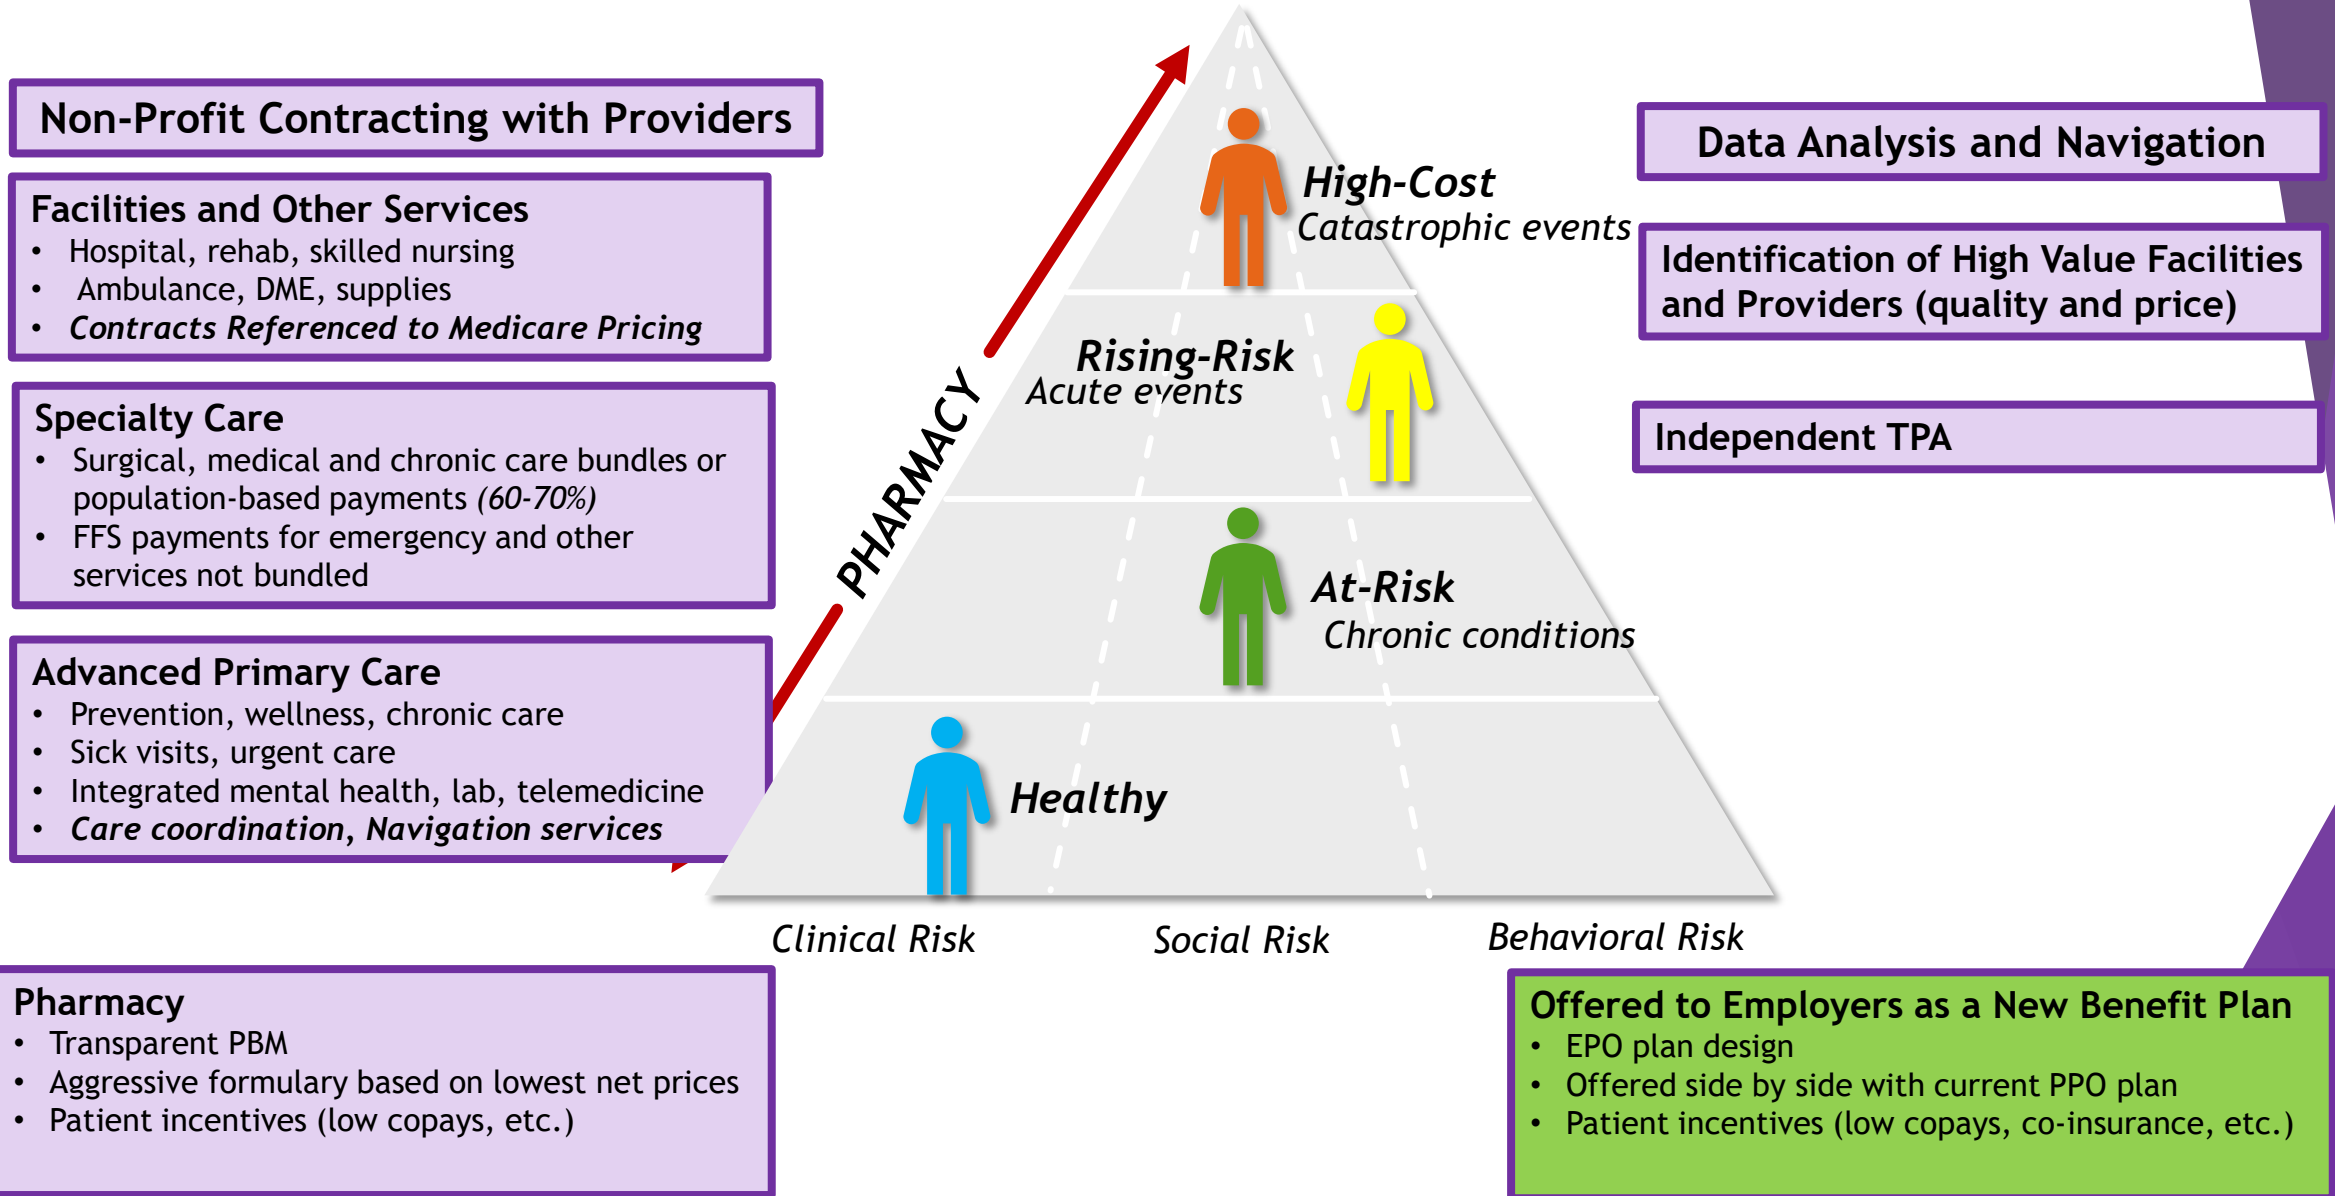 Non-Profit Contracting with Providers
Facilities and Other Services
• Hospital, rehab, skilled nursing
• Ambulance, DME, supplies
• Contracts Referenced to Medicare Pricing
Specialty Care
• Surgical, medical and chronic care bundles or
population-based payments (60-70%)
• FFS payments for emergency and other
services not bundled
Advanced Primary Care
• Prevention, wellness, chronic care
• Sick visits, urgent care
• Integrated mental health, lab, telemedicine
• Care coordination, Navigation services
Pharmacy
• Transparent PBM
• Aggressive formulary based on lowest net prices
• Patient incentives (low copays, etc.)
PHARMACY
High-Cost
Catastrophic events
Rising-Risk
Acute events
At-Risk
Chronic conditions
Healthy
Clinical Risk
Social Risk
Behavioral Risk
Data Analysis and Navigation
Identification of High Value Facilities
and Providers (quality and price)
Independent TPA
Offered to Employers as a New Benefit Plan
• EPO plan design
• Offered side by side with current PPO plan
• Patient incentives (low copays, co-insurance, etc.)